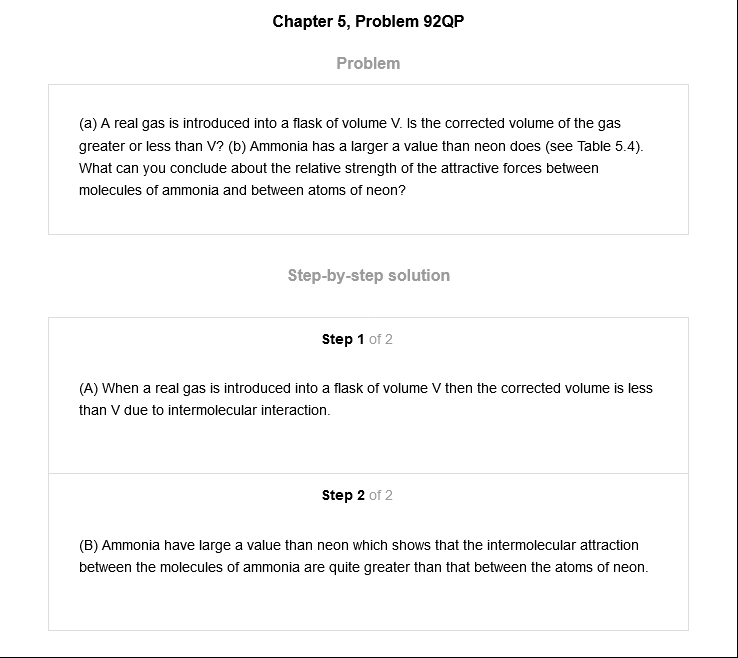 Chapter 5, Problem 92QP
Problem
(a) A real gas is introduced into a flask of volume V. Is the corrected volume of the gas
greater or less than V? (b) Ammonia has a larger a value than neon does (see Table 5.4).
What can you conclude about the relative strength of the attractive forces between
molecules of ammonia and between atoms of neon?
Step-by-step solution
Step 1 of 2
(A) When a real gas is introduced into a flask of volume V then the corrected volume is less
than V due to intermolecular interaction.
Step 2 of 2
(B) Ammonia have large a value than neon which shows that the intermolecular attraction
between the molecules of ammonia are quite greater than that between the atoms of neon.